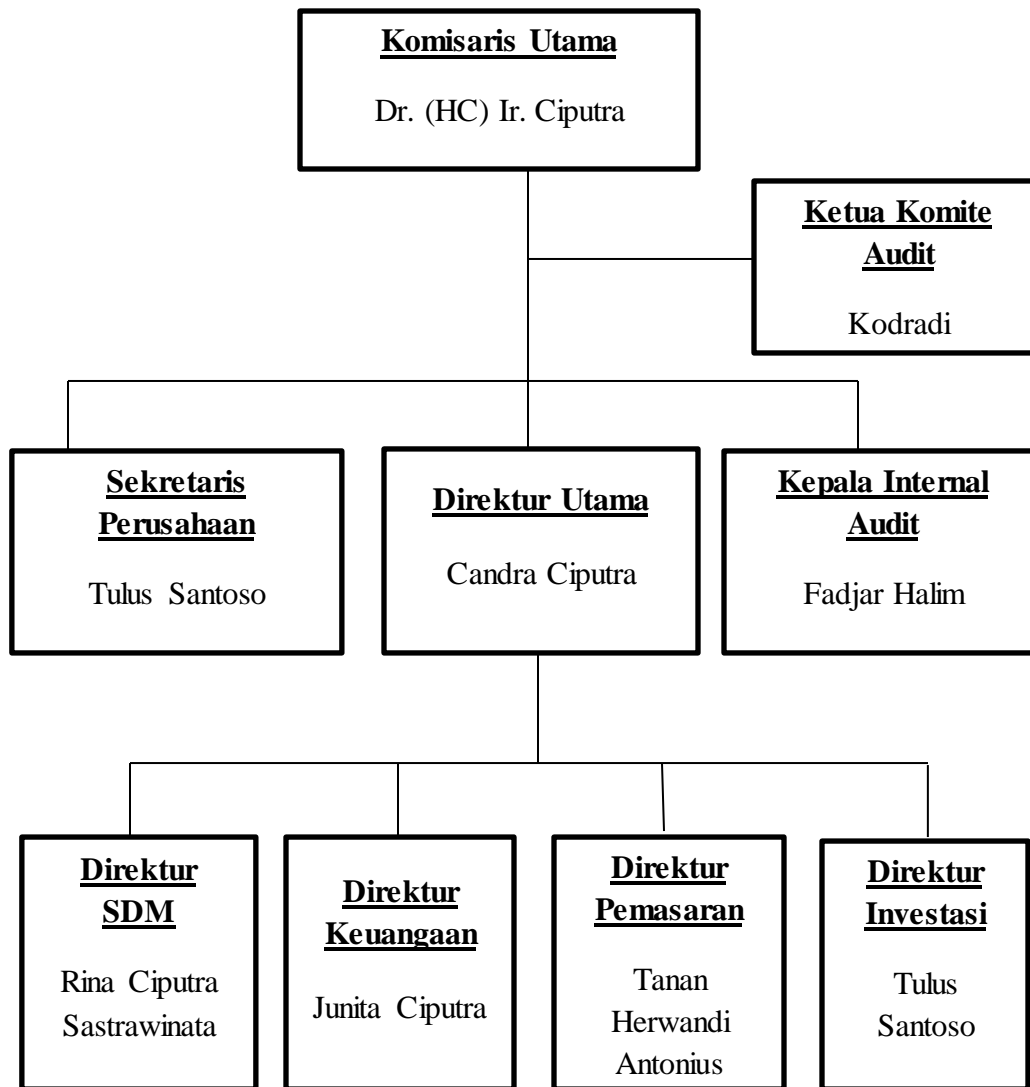 Komisaris Utama
Dr. (HC) Ir. Ciputra
Ketua Komite
Audit
Kodradi
Sekretaris
Perusahaan
Tulus Santoso
Direktur Utama
Candra Ciputra
Kepala Internal
Audit
Fadjar Halim
Direktur
SDM
Rina Ciputra
Sastrawinata
Direktur
Keuangaan
Junita Ciputra
Direktur
Pemasaran
Tanan
Herwandi
Antonius
Direktur
Investasi
Tulus
Santoso